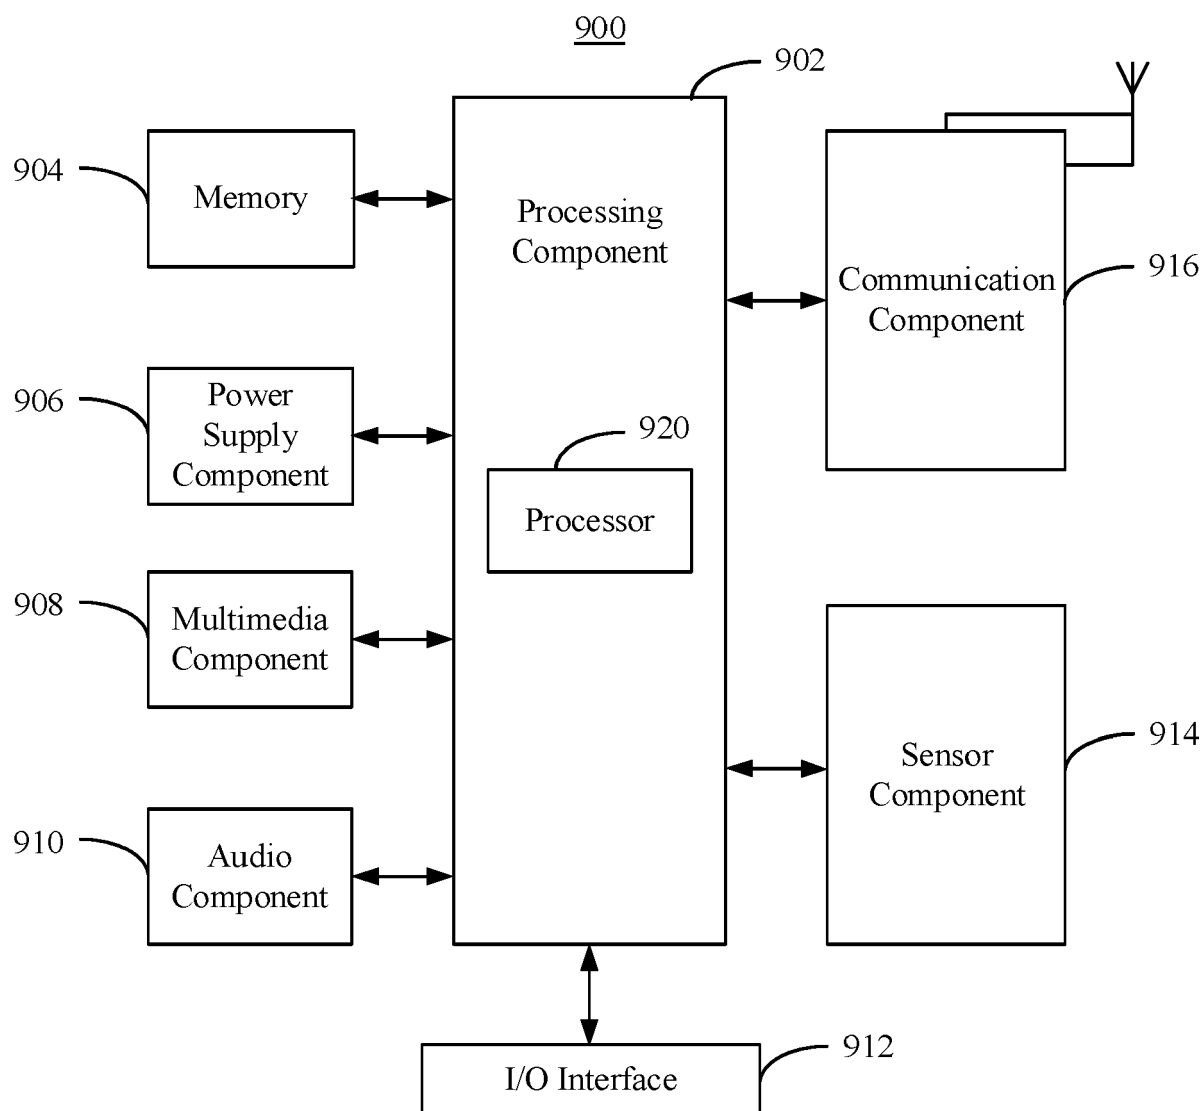 900
902
904
Memory
Processing
Component
916
Communication
Component
906
Power
Supply
Component
920
Processor
908
Multimedia
Component
914
Sensor
Component
910
Audio
Component
912
I/O Interface